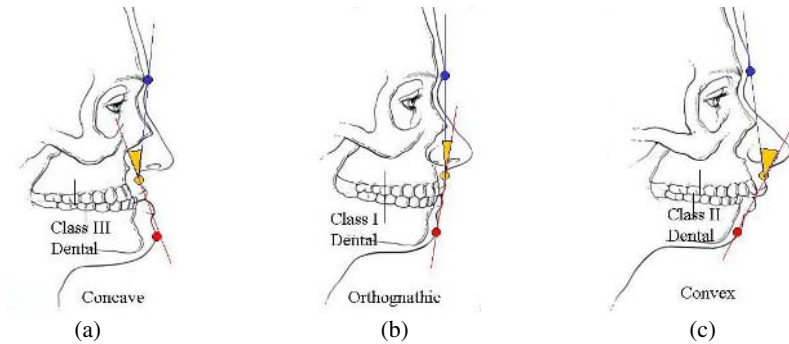 Class III
Dental
Concave
(a)
Class I
Dental
Orthognathic
(b)
Class II
Dental
Convex
(c)